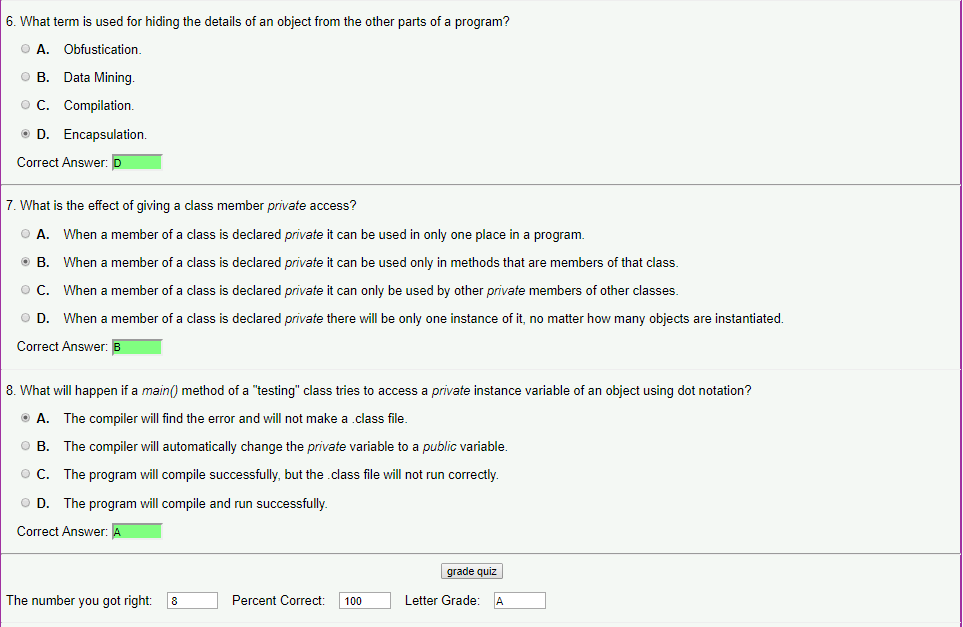 6. What term is used for hiding the details of an object from the other parts of a program?
A. Obfustication.
B. Data Mining.
C. Compilation.
D. Encapsulation.
Correct Answer: D
7. What is the effect of giving a class member private access?
A. When a member of a class is declared private it can be used in only one place in a program.
B. When a member of a class is declared private it can be used only in methods that are members of that class.
C. When a member of a class is declared private it can only be used by other private members of other classes.
D. When a member of a class is declared private there will be only one instance of it, no matter how many objects are instantiated.
Correct Answer: B
8. What will happen if a main() method of a "testing" class tries to access a private instance variable of an object using dot notation?
A. The compiler will find the error and will not make a .class file.
B. The compiler will automatically change the private variable to a public variable.
C. The program will compile successfully, but the .class file will not run correctly.
D. The program will compile and run successfully.
Correct Answer: A
grade quiz
The number you got right: 8 Percent Correct: 100 Letter Grade: A